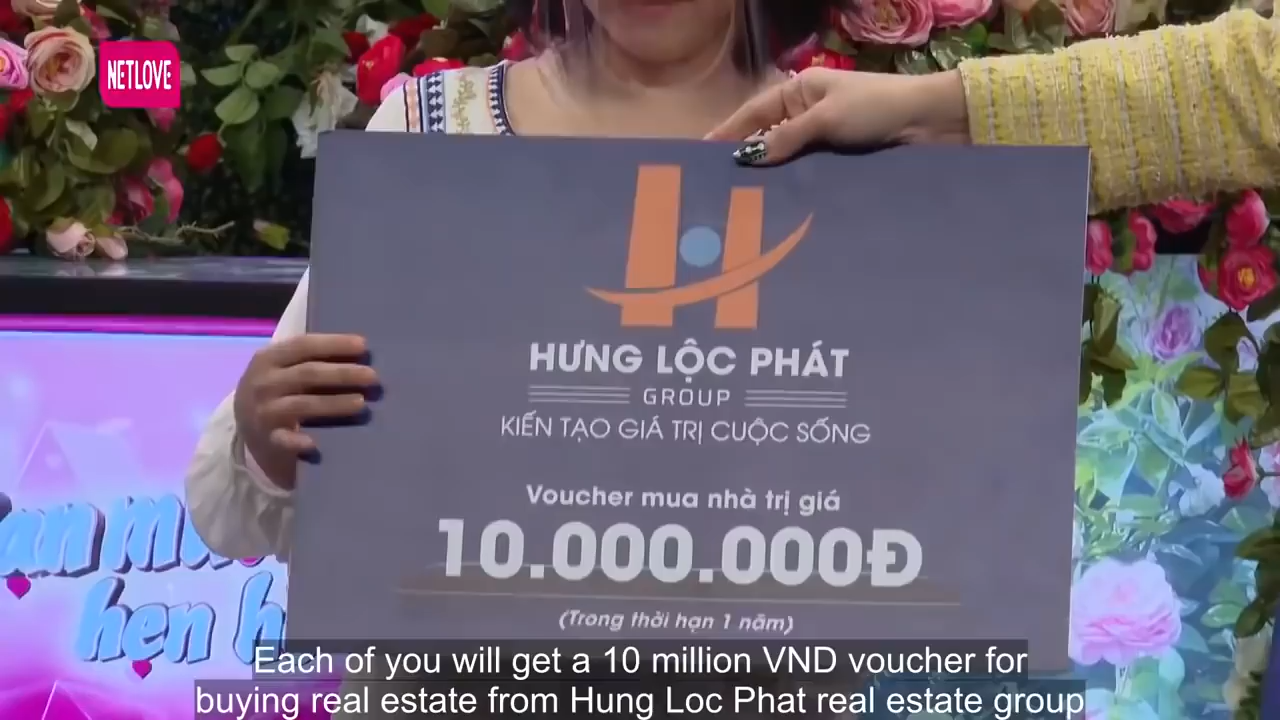 NETLOVE
HƯNG LỘC PHÁT
GROUP
KIẾN TẠO GIÁ TRỊ CUỘC SỐNG
Voucher mua nhà trị giá
10.000.000Đ
(Trong thời hạn 1 năm)
hẹn h
Each of you will get a 10 million VND voucher for
buying real estate from Hung Loc Phat real estate group